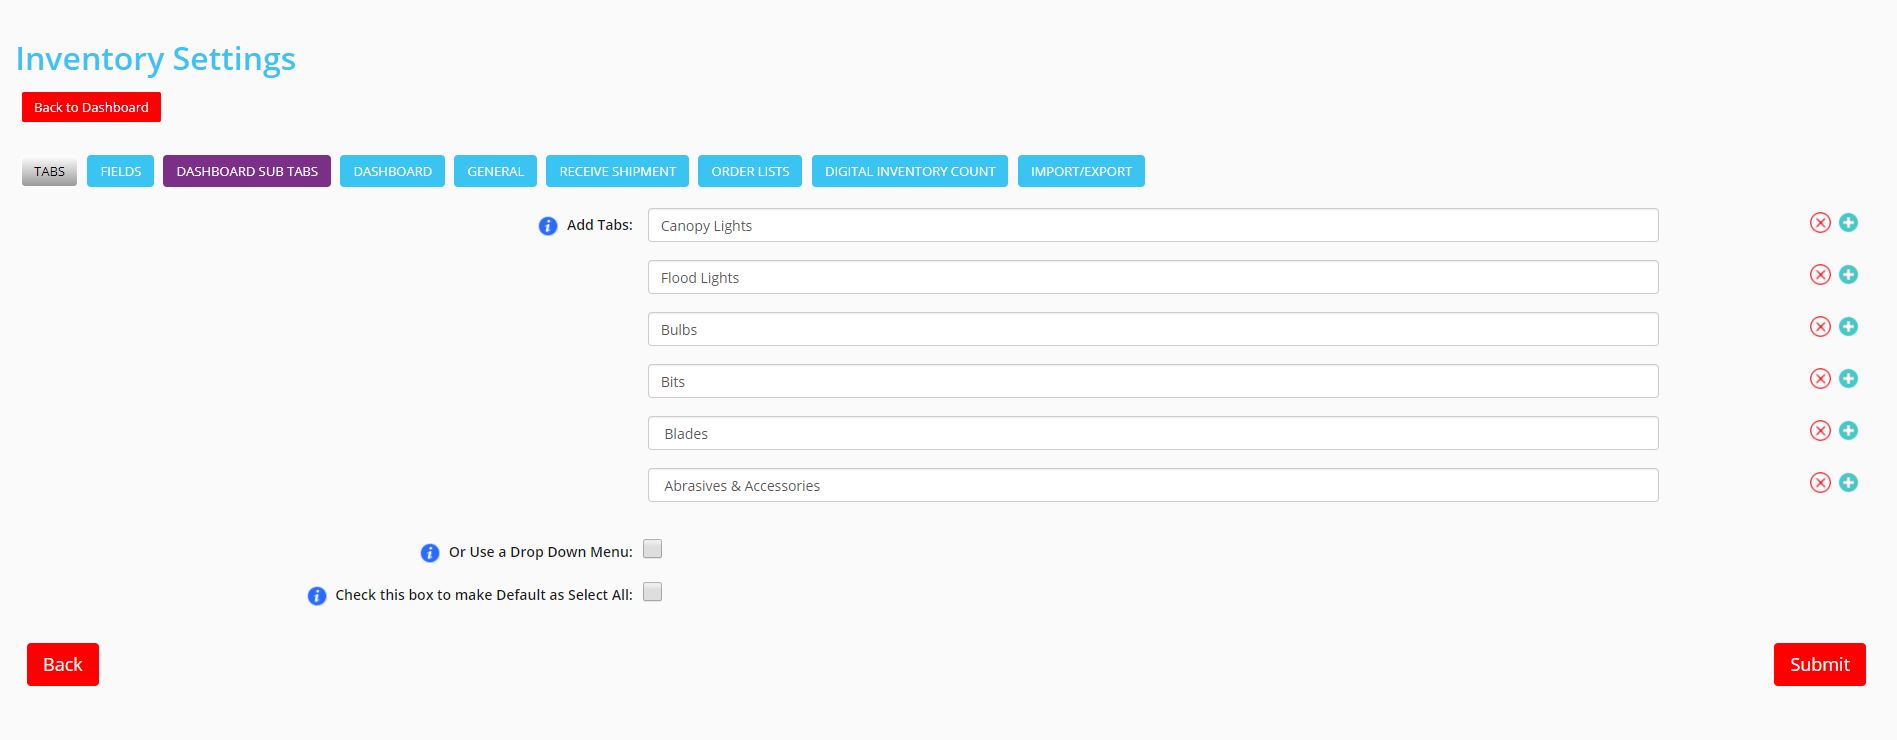 Inventory Settings
Back to Dashboard
TABS FIELDS DASHBOARD SUB TABS DASHBOARD GENERAL RECEIVE SHIPMENT ORDER LISTS DIGITAL INVENTORY COUNT IMPORT/EXPORT
Add Tabs: Canopy Lights
Flood Lights
Bulbs
Bits
Blades
Abrasives & Accessories
Or Use a Drop Down Menu:
Check this box to make Default as Select All:
Back Submit